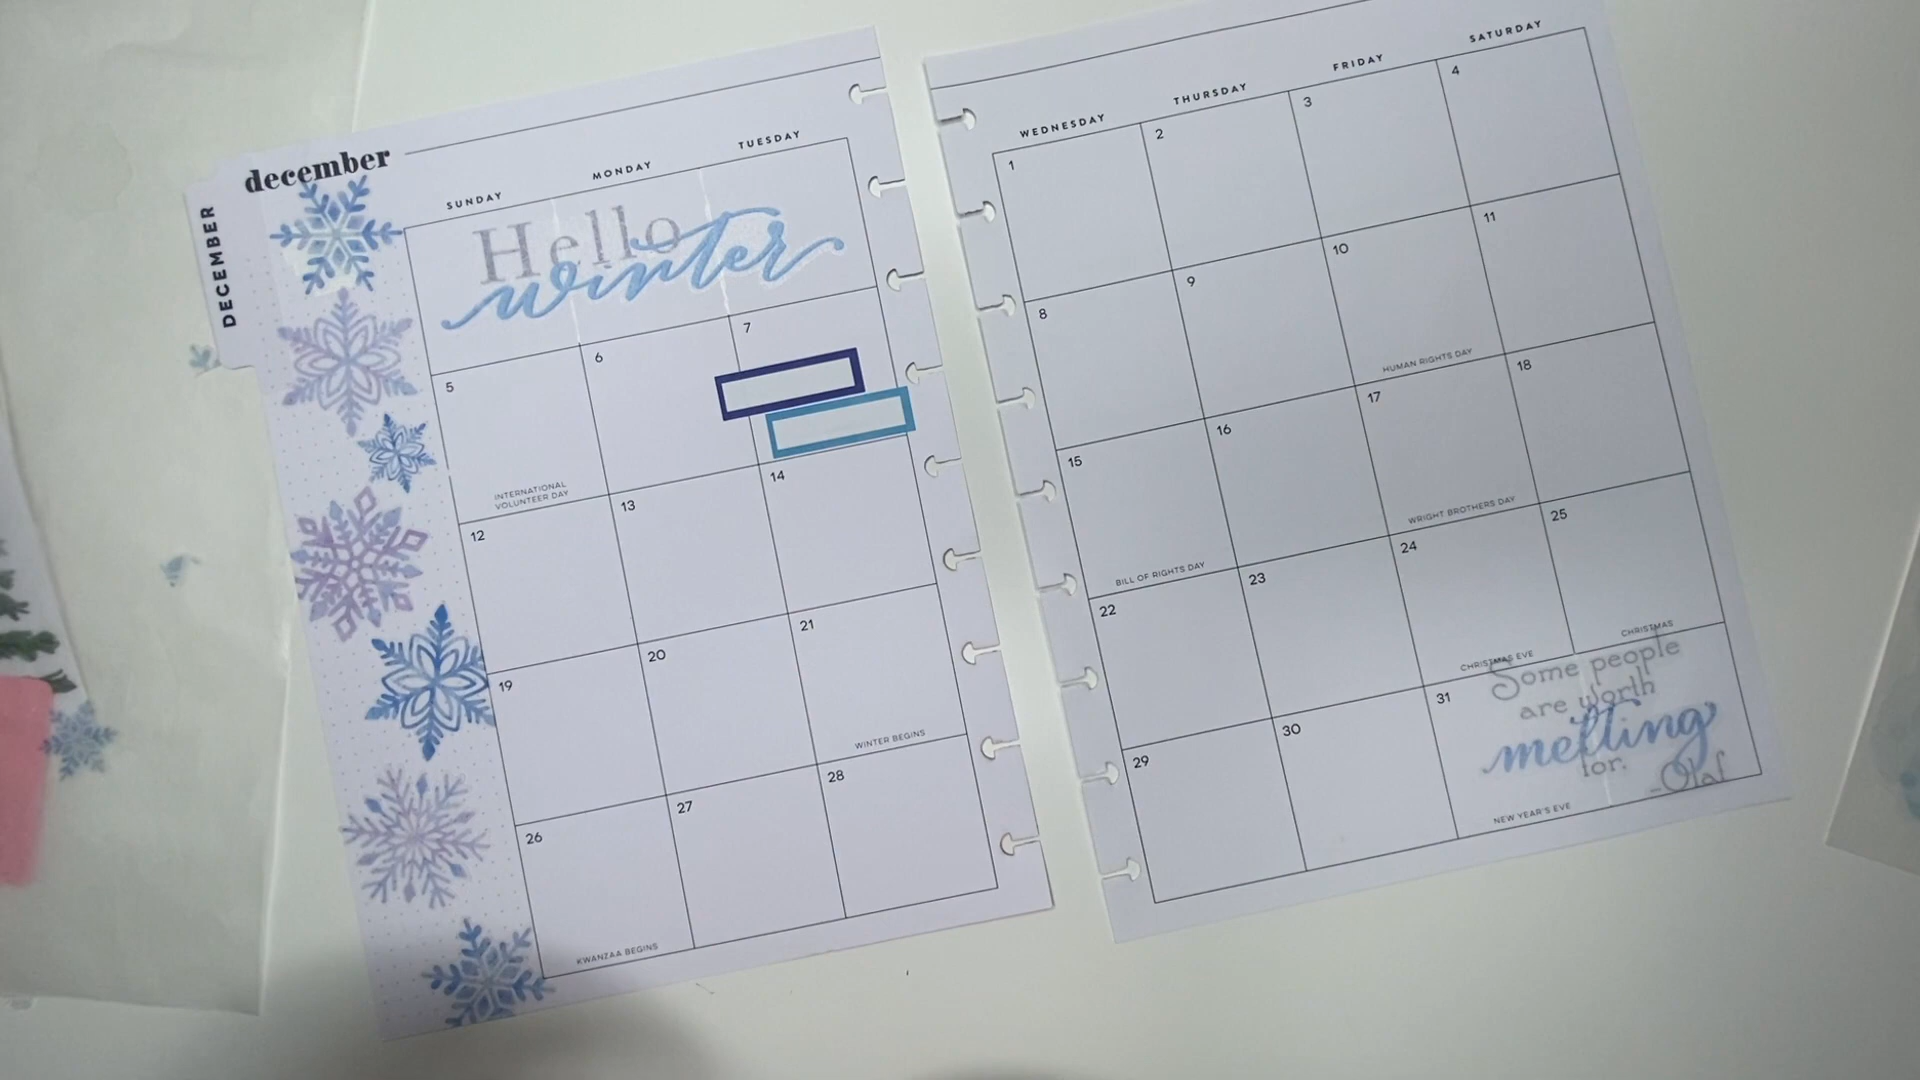 december
DECEMBER
SUNDAY MONDAY TUESDAY
Hello
winter
5 6 7
INTERNATIONAL
VOLUNTEER DAY
12 13 14
19 20 21
WINTER BEGINS
26 27 28
KWANZAA BEGINS
WEDNESDAY THURSDAY FRIDAY SATURDAY
1 2 3 4
8 9 10 11
HUMAN RIGHTS DAY
15 16 17 18
BILL OF RIGHTS DAY WRIGHT BROTHERS DAY
22 23 24 25
CHRISTMAS EVE CHRISTMAS
29 30 31
NEW YEAR'S EVE
Some people
are worth
melting
for.
-Olaf